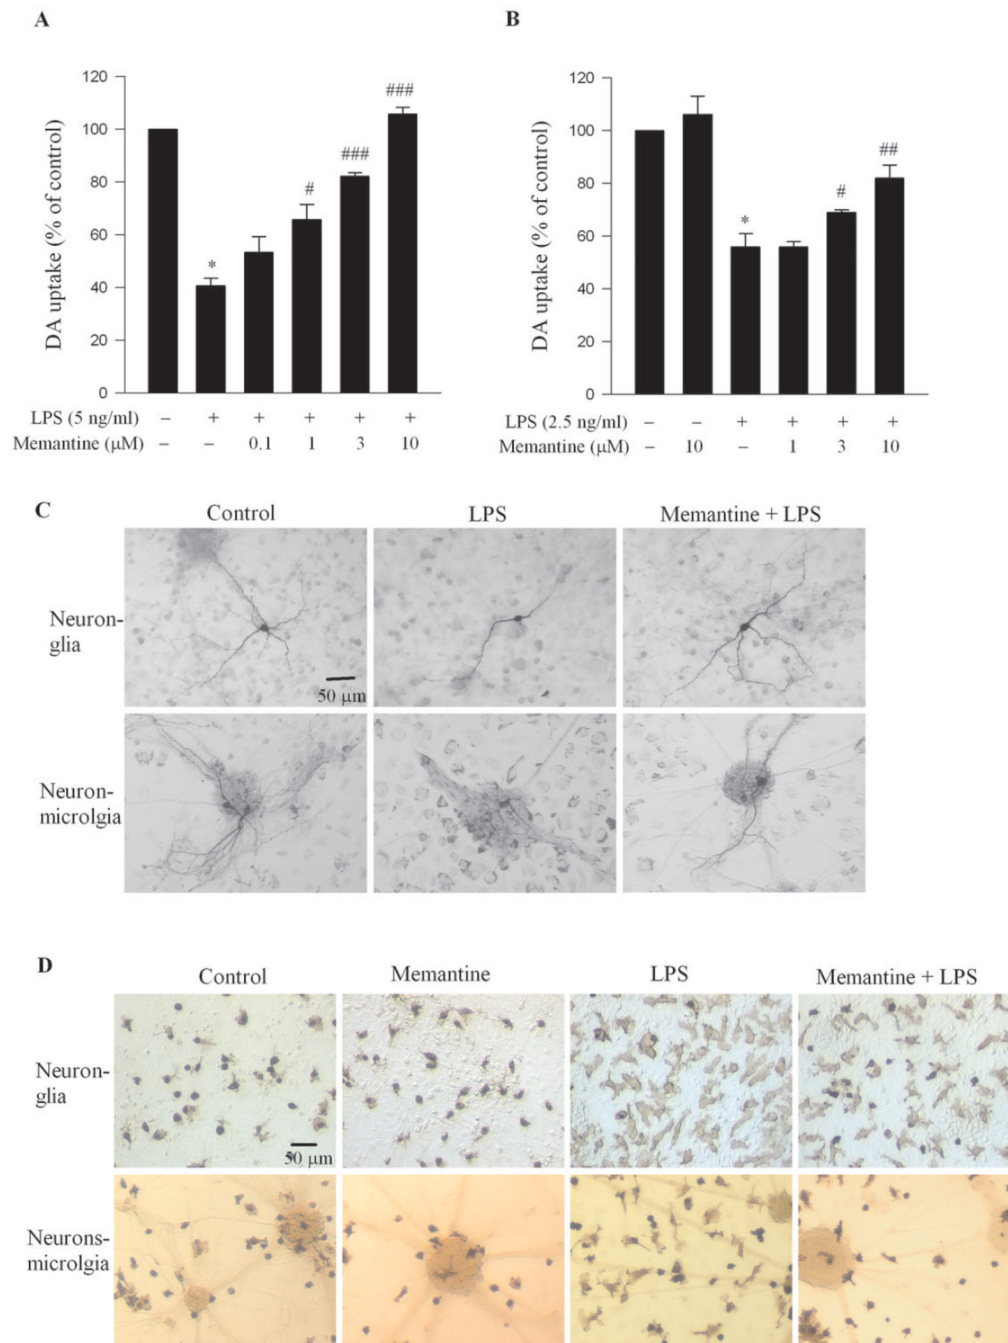 A
B
120
100
80
60
40
20
0
DA uptake (% of control)
*
#
###
###
LPS (5 ng/ml) – + + + + +
Memantine (μM) – – 0.1 1 3 10
120
100
80
60
40
20
0
DA uptake (% of control)
*
#
##
LPS (2.5 ng/ml) – – + + + +
Memantine (μM) – 10 – 1 3 10
C
Control LPS Memantine + LPS
Neuron-
glia
50 μm
Neuron-
microlgia
D
Control Memantine LPS Memantine + LPS
Neuron-
glia
50 μm
Neurons-
microlgia